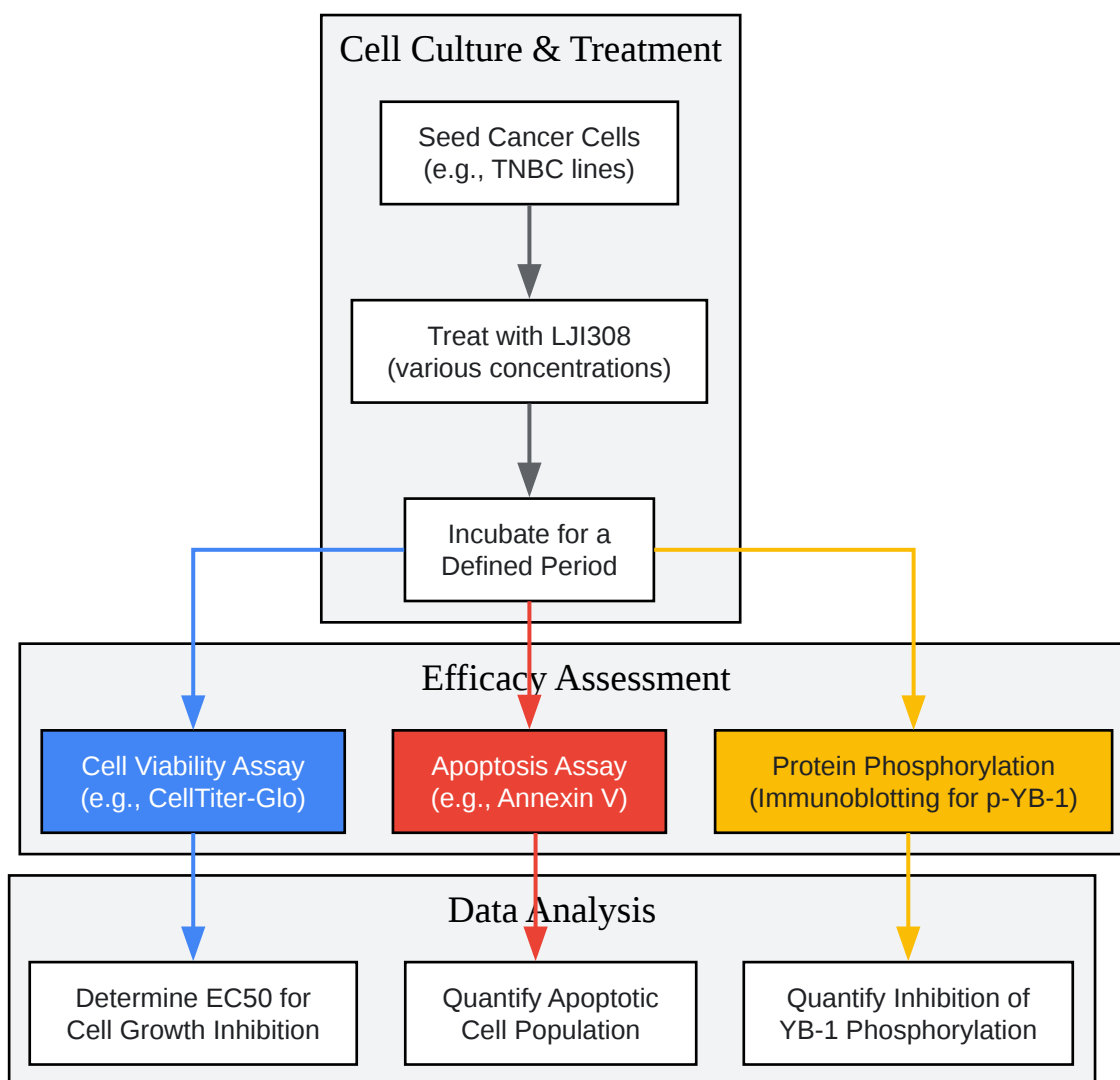 Cell Culture & Treatment
Seed Cancer Cells
(e.g., TNBC lines)
Treat with LJI308
(various concentrations)
Incubate for a
Defined Period
Efficacy Assessment
Cell Viability Assay
(e.g., CellTiter-Glo)
Apoptosis Assay
(e.g., Annexin V)
Protein Phosphorylation
(Immunoblotting for p-YB-1)
Data Analysis
Determine EC50 for
Cell Growth Inhibition
Quantify Apoptotic
Cell Population
Quantify Inhibition of
YB-1 Phosphorylation